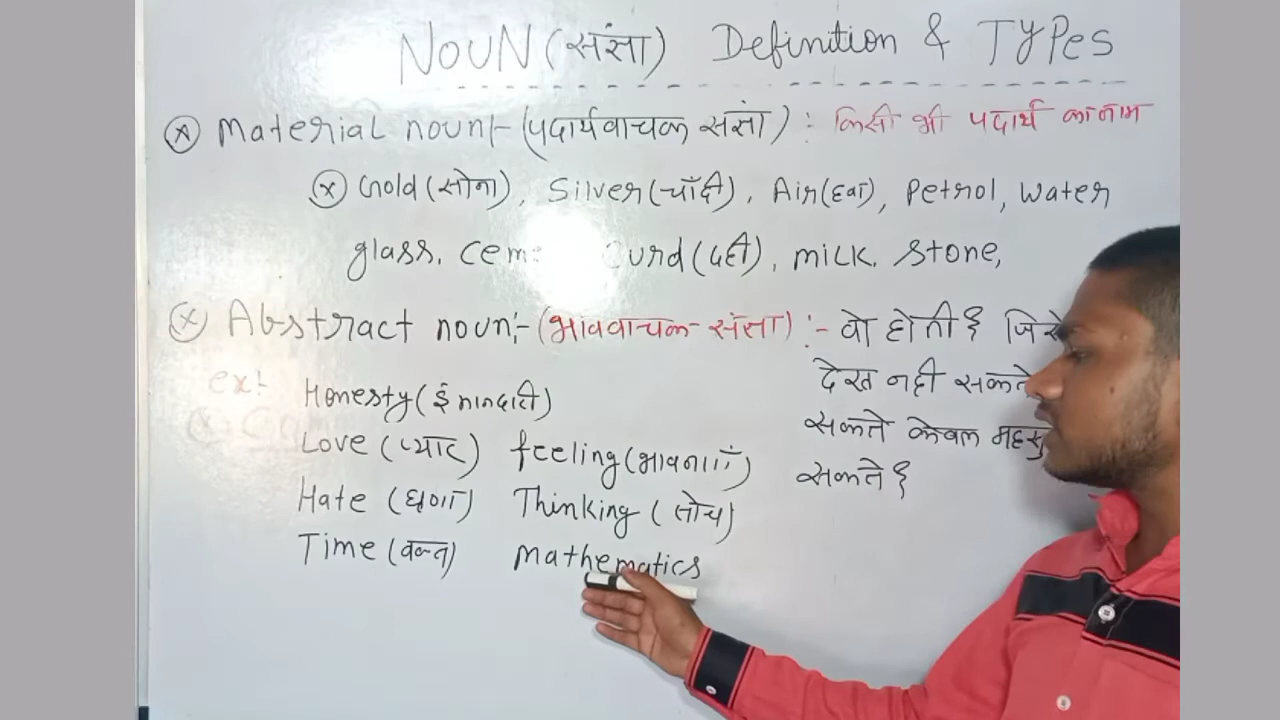 NOUN (संज्ञा) Definition & TYPes
Material noun:- (पदार्थवाचक संज्ञा) : किसी भी पदार्थ का नाम
Gold (सोना), Silver (चाँदी), Air (हवा), Petrol, water
glass, cem Curd (दही), milk, stone,
Abstract noun:- (भाववाचक संज्ञा) :- वो होती है जिसे
ex:- देख नही सकते
Honesty (ईमानदारी)
सकते केवल महसु
Love (प्यार) feeling (भावनाएँ)
सकते है
Hate (घृणा) Thinking (सोच)
Time (वक्त) Mathematics